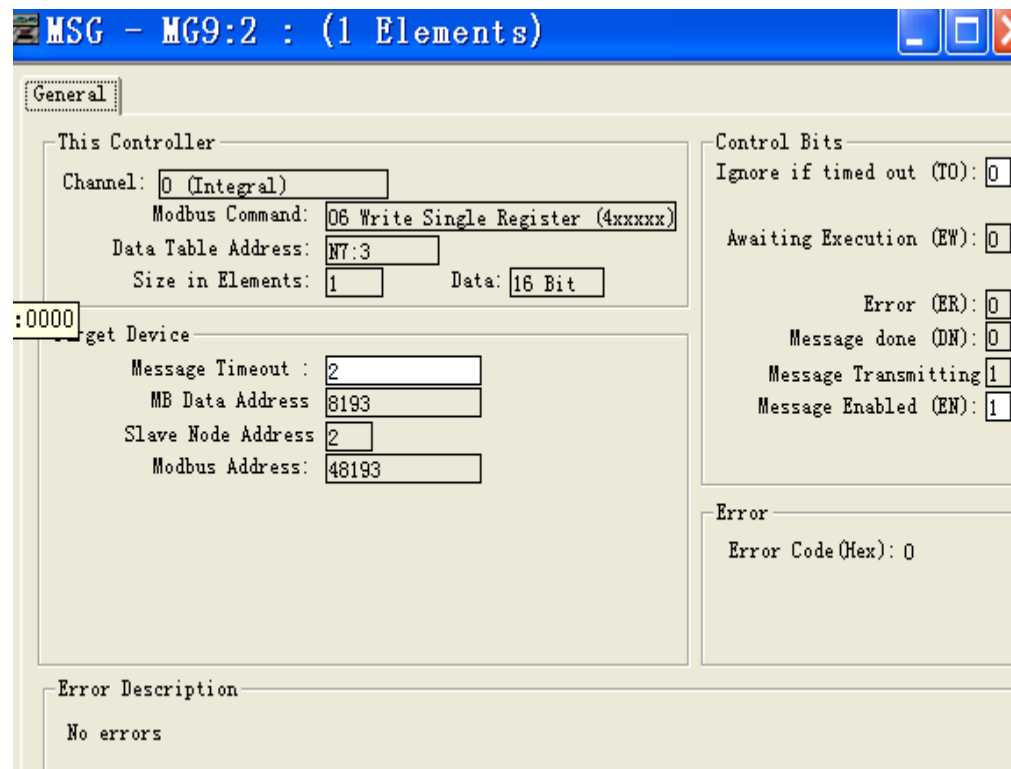 MSG - MG9:2 : (1 Elements)
General
This Controller
Channel: 0 (Integral)
Modbus Command: 06 Write Single Register (4xxxxx)
Data Table Address: N7:3
Size in Elements: 1 Data: 16 Bit
:0000
Target Device
Message Timeout : 2
MB Data Address 8193
Slave Node Address 2
Modbus Address: 48193
Control Bits
Ignore if timed out (TO): 0
Awaiting Execution (EW): 0
Error (ER): 0
Message done (DN): 0
Message Transmitting 1
Message Enabled (EN): 1
Error
Error Code(Hex): 0
Error Description
No errors